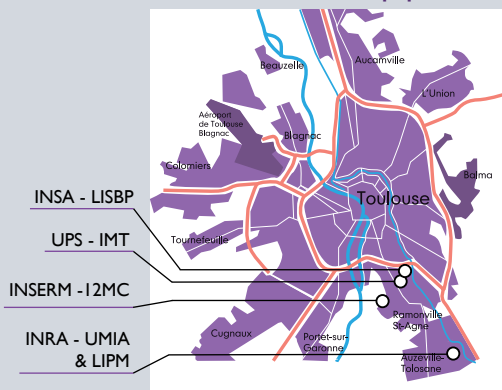 Beauzelle
Aucamville
L'Union
Aéroport
de Toulouse
Blagnac
Blagnac
Colomiers
Balma
INSA - LISBP
Toulouse
UPS - IMT
Tournefeuille
INSERM -I2MC
Ramonville
St-Agne
Cugnaux
Portet-sur-
Garonne
INRA - UMIA
& LIPM
Auzeville-
Tolosane